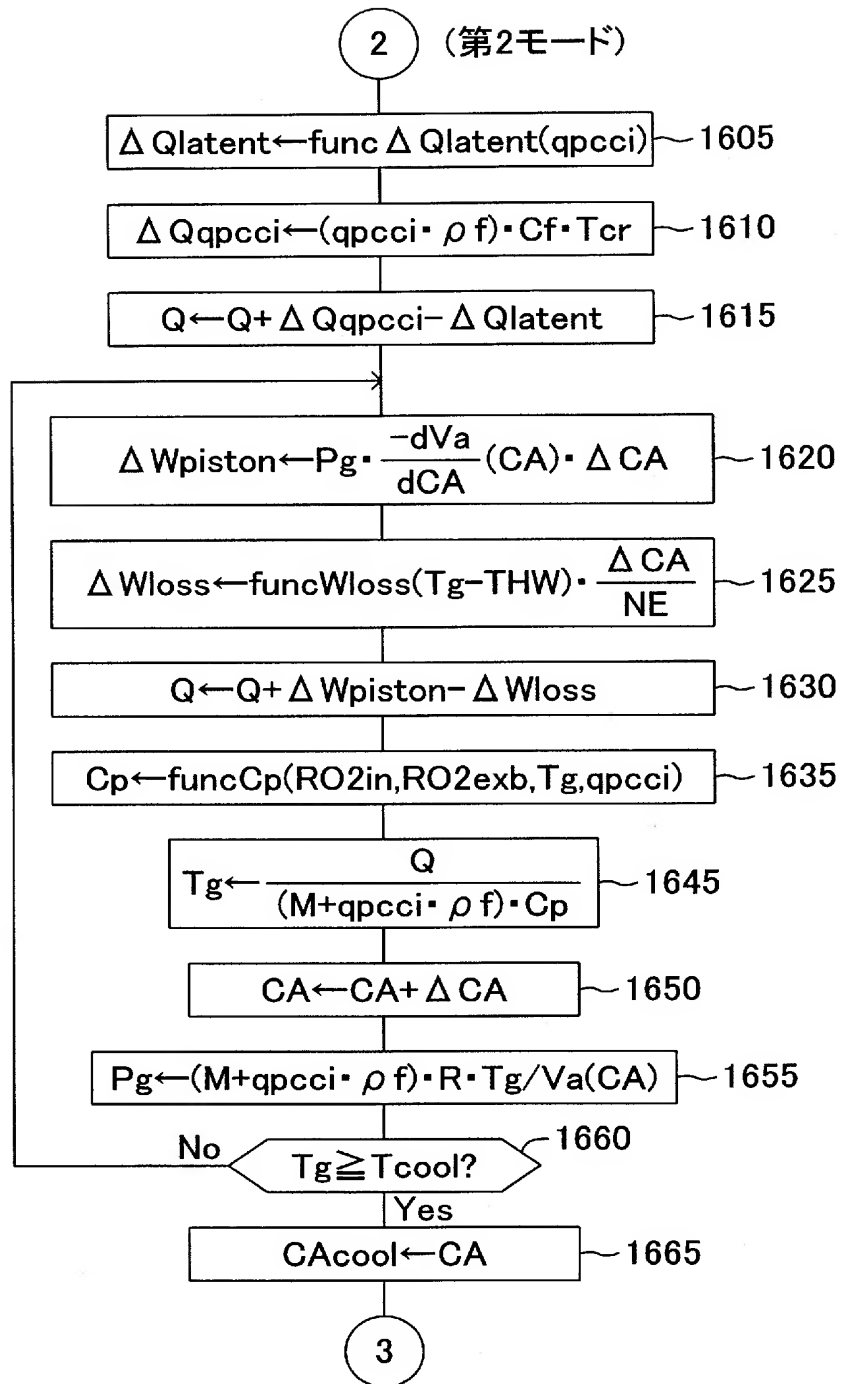 2 (第2モード)
ΔQlatent←funcΔQlatent(qpcci) 1605
ΔQqpcci←(qpcci・ρf)・Cf・Tcr 1610
Q←Q+ΔQqpcci-ΔQlatent 1615
ΔWpiston←Pg・-dVa/dCA(CA)・ΔCA 1620
ΔWloss←funcWloss(Tg-THW)・ΔCA/NE 1625
Q←Q+ΔWpiston-ΔWloss 1630
Cp←funcCp(RO2in,RO2exb,Tg,qpcci) 1635
Tg←Q/(M+qpcci・ρf)・Cp 1645
CA←CA+ΔCA 1650
Pg←(M+qpcci・ρf)・R・Tg/Va(CA) 1655
No Tg≧Tcool? 1660
Yes
CAcool←CA 1665
3